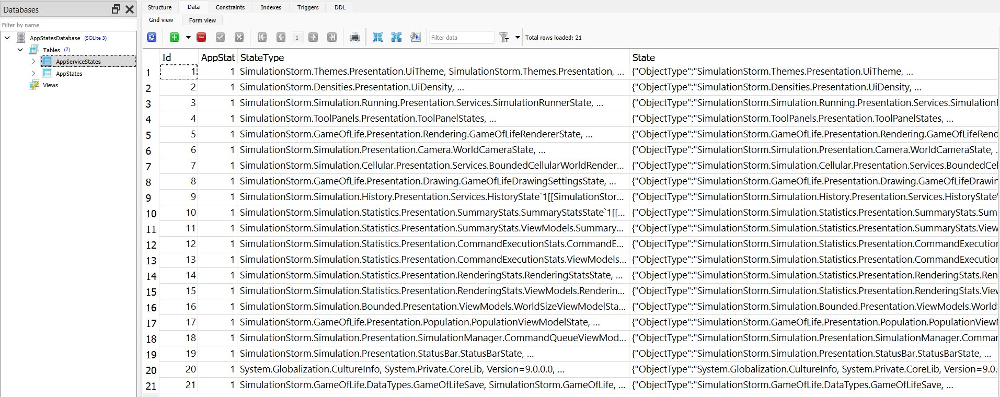 Databases
Filter by name
AppStatesDatabase (SQLite 3)
Tables (2)
AppServiceStates
AppStates
Views
Structure Data Constraints Indexes Triggers DDL
Grid view Form view
1 Filter data Total rows loaded: 21
Id AppStat StateType State
1 1 1 SimulationStorm.Themes.Presentation.UiTheme, SimulationStorm.Themes.Presentation, ... {"ObjectType":"SimulationStorm.Themes.Presentation.UiTheme, ...
2 2 1 SimulationStorm.Densities.Presentation.UiDensity, ... {"ObjectType":"SimulationStorm.Densities.Presentation.UiDensity, ...
3 3 1 SimulationStorm.Simulation.Running.Presentation.Services.SimulationRunnerState, ... {"ObjectType":"SimulationStorm.Simulation.Running.Presentation.Services.Simulation
4 4 1 SimulationStorm.ToolPanels.Presentation.ToolPanelStates, ... {"ObjectType":"SimulationStorm.ToolPanels.Presentation.ToolPanelStates, ...
5 5 1 SimulationStorm.GameOfLife.Presentation.Rendering.GameOfLifeRendererState, ... {"ObjectType":"SimulationStorm.GameOfLife.Presentation.Rendering.GameOfLifeRend
6 6 1 SimulationStorm.Simulation.Presentation.Camera.WorldCameraState, ... {"ObjectType":"SimulationStorm.Simulation.Presentation.Camera.WorldCameraState, .
7 7 1 SimulationStorm.Simulation.Cellular.Presentation.Services.BoundedCellularWorldRender... {"ObjectType":"SimulationStorm.Simulation.Cellular.Presentation.Services.BoundedCel
8 8 1 SimulationStorm.GameOfLife.Presentation.Drawing.GameOfLifeDrawingSettingsState, ... {"ObjectType":"SimulationStorm.GameOfLife.Presentation.Drawing.GameOfLifeDrawin
9 9 1 SimulationStorm.Simulation.History.Presentation.Services.HistoryState`1[[SimulationStor... {"ObjectType":"SimulationStorm.Simulation.History.Presentation.Services.HistoryState
10 10 1 SimulationStorm.Simulation.Statistics.Presentation.SummaryStats.SummaryStatsState`1[[... {"ObjectType":"SimulationStorm.Simulation.Statistics.Presentation.SummaryStats.Sum
11 11 1 SimulationStorm.Simulation.Statistics.Presentation.SummaryStats.ViewModels.Summary... {"ObjectType":"SimulationStorm.Simulation.Statistics.Presentation.SummaryStats.View
12 12 1 SimulationStorm.Simulation.Statistics.Presentation.CommandExecutionStats.CommandE... {"ObjectType":"SimulationStorm.Simulation.Statistics.Presentation.CommandExecution
13 13 1 SimulationStorm.Simulation.Statistics.Presentation.CommandExecutionStats.ViewModels... {"ObjectType":"SimulationStorm.Simulation.Statistics.Presentation.CommandExecution
14 14 1 SimulationStorm.Simulation.Statistics.Presentation.RenderingStats.RenderingStatsState, ... {"ObjectType":"SimulationStorm.Simulation.Statistics.Presentation.RenderingStats.Ren
15 15 1 SimulationStorm.Simulation.Statistics.Presentation.RenderingStats.ViewModels.Renderin... {"ObjectType":"SimulationStorm.Simulation.Statistics.Presentation.RenderingStats.View
16 16 1 SimulationStorm.Simulation.Bounded.Presentation.ViewModels.WorldSizeViewModelSta... {"ObjectType":"SimulationStorm.Simulation.Bounded.Presentation.ViewModels.WorldS
17 17 1 SimulationStorm.GameOfLife.Presentation.Population.PopulationViewModelState, ... {"ObjectType":"SimulationStorm.GameOfLife.Presentation.Population.PopulationViewM
18 18 1 SimulationStorm.Simulation.Presentation.SimulationManager.CommandQueueViewMod... {"ObjectType":"SimulationStorm.Simulation.Presentation.SimulationManager.Comman
19 19 1 SimulationStorm.Simulation.Presentation.StatusBar.StatusBarState, ... {"ObjectType":"SimulationStorm.Simulation.Presentation.StatusBar.StatusBarState, ...
20 20 1 System.Globalization.CultureInfo, System.Private.CoreLib, Version=9.0.0.0, ... {"ObjectType":"System.Globalization.CultureInfo, System.Private.CoreLib, Version=9.0.
21 21 1 SimulationStorm.GameOfLife.DataTypes.GameOfLifeSave, SimulationStorm.GameOfLife, ... {"ObjectType":"SimulationStorm.GameOfLife.DataTypes.GameOfLifeSave, ...